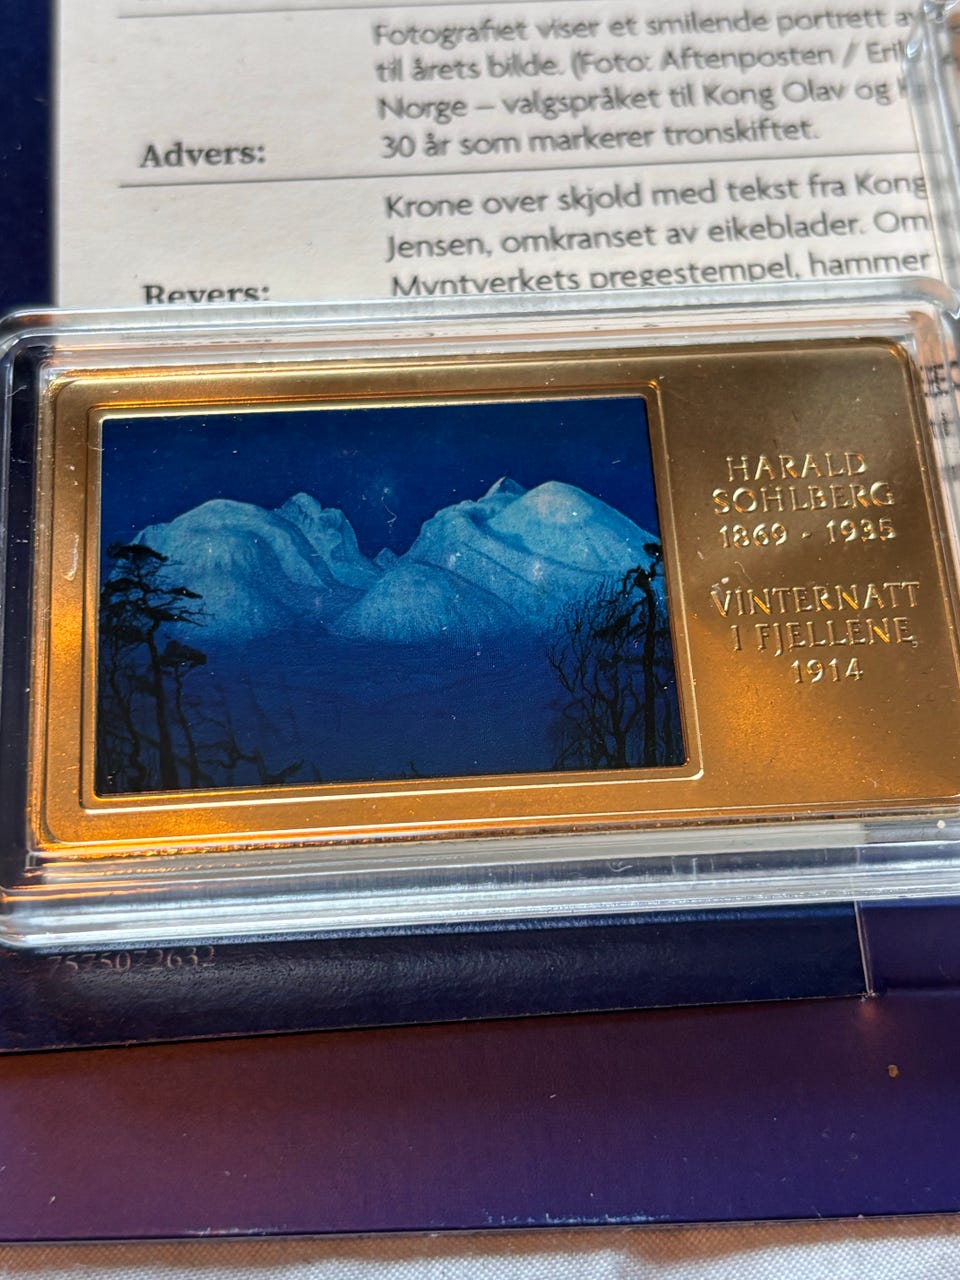 Fotografiet viser et smilende portrett av
til årets bilde. (Foto: Aftenposten / Eri
Norge – valgspråket til Kong Olav og
Advers:
30 år som markerer tronskiftet.
Krone over skjold med tekst fra Kong
Jensen, omkranset av eikeblader. Om
Revers:
Myntverkets pregestempel, hammer
HARALD
SOHLBERG
1869 - 1935
VINTERNATT
I FJELLENE,
1914
7575072632